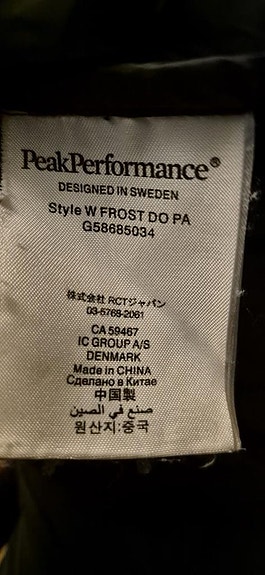 PeakPerformance®
DESIGNED IN SWEDEN
Style W FROST DO PA
G58685034
株式会社 RCTジャパン
03-5768-2061
CA 59467
IC GROUP A/S
DENMARK
Made in CHINA
Сделано в Китае
中国製
صنع في الصين
원산지:중국